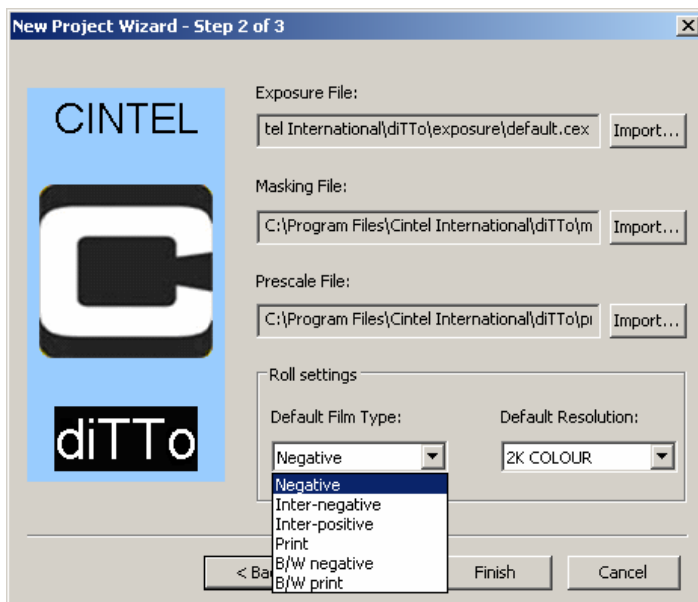 New Project Wizard - Step 2 of 3
CINTEL
diTTo
Exposure File:
tel International\diTTo\exposure\default.cex
Import...
Masking File:
C:\Program Files\Cintel International\diTTo\m
Import...
Prescale File:
C:\Program Files\Cintel International\diTTo\pr
Import...
Roll settings
Default Film Type:
Default Resolution:
Negative
2K COLOUR
Negative
Inter-negative
Inter-positive
Print
B/W negative
B/W print
< Ba
Finish
Cancel